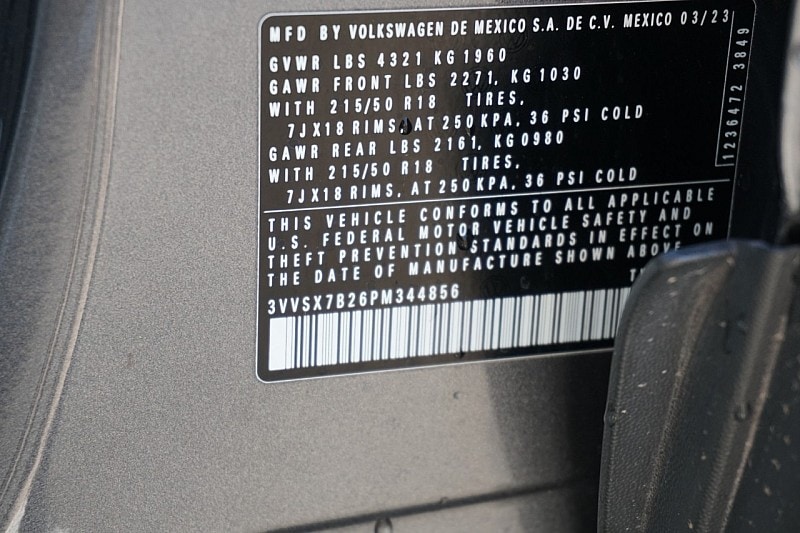 MFD BY VOLKSWAGEN DE MEXICO S.A. DE C.V. MEXICO 03/23
GVWR LBS 4321 KG 1960
GAWR FRONT LBS 2271, KG 1030
WITH 215/50 R18 TIRES,
7JX18 RIMS, AT 250 KPA, 36 PSI COLD
GAWR REAR LBS 2161, KG0980
WITH 215/50 R18 TIRES,
7JX18 RIMS, AT 250 KPA, 36 PSI COLD
1236472 3849
THIS VEHICLE CONFORMS TO ALL APPLICABLE
U.S. FEDERAL MOTOR VEHICLE SAFETY AND
THEFT PREVENTION STANDARDS IN EFFECT ON
THE DATE OF MANUFACTURE SHOWN ABOVE
3VVSX7B26PM344856